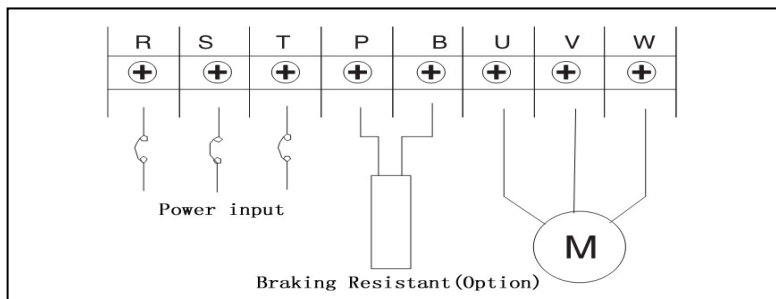 R S T P B U V W
Power input
M
Braking Resistant(Option)